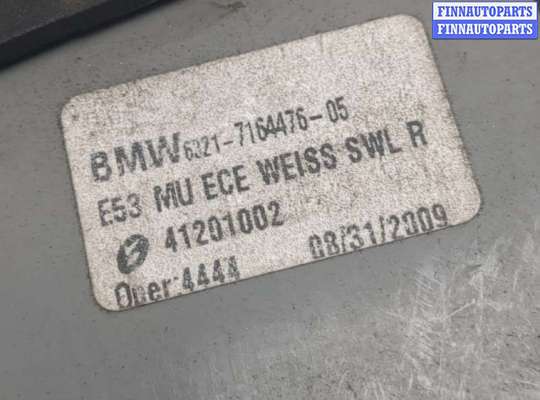 FINNAUTOPARTS
FINNAUTOPARTS
BMW 6321-7164476-05
E53 MU ECE WEISS SWL R
41201002 08/31/2009
Oper:4444